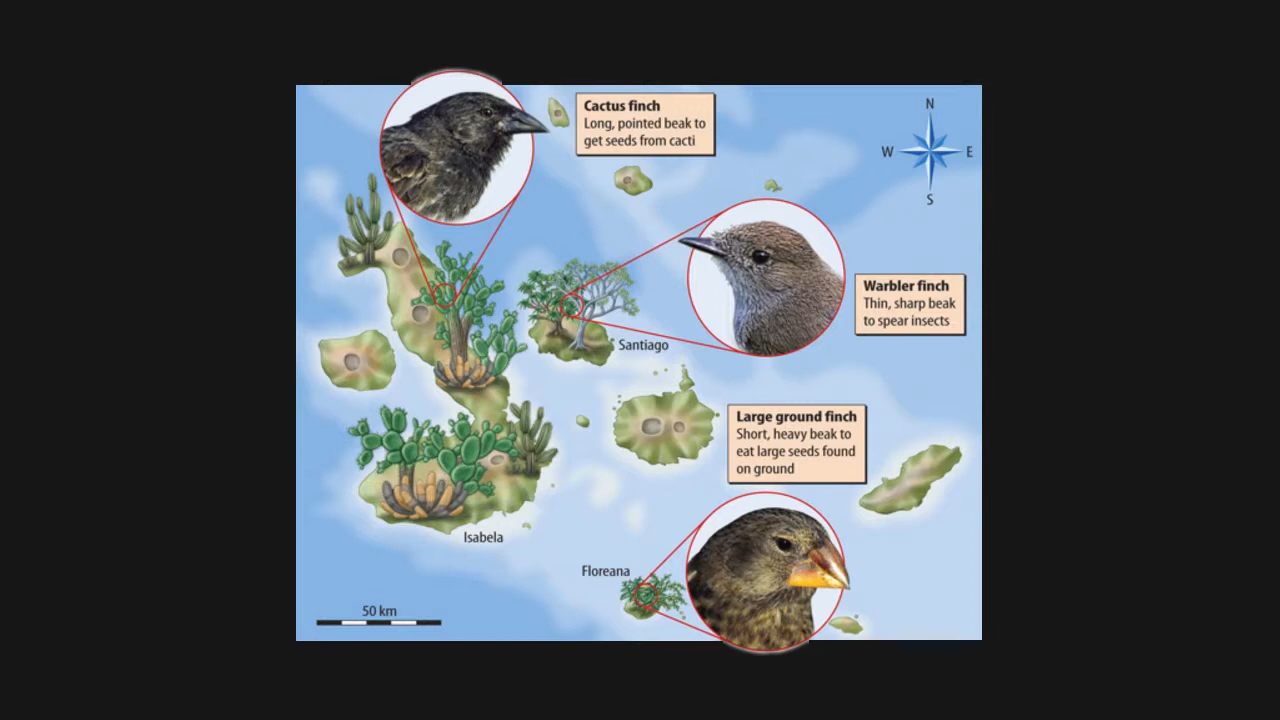 Cactus finch
Long, pointed beak to
get seeds from cacti
N
W
E
S
Warbler finch
Thin, sharp beak
to spear insects
Santiago
Large ground finch
Short, heavy beak to
eat large seeds found
on ground
Isabela
Floreana
50 km